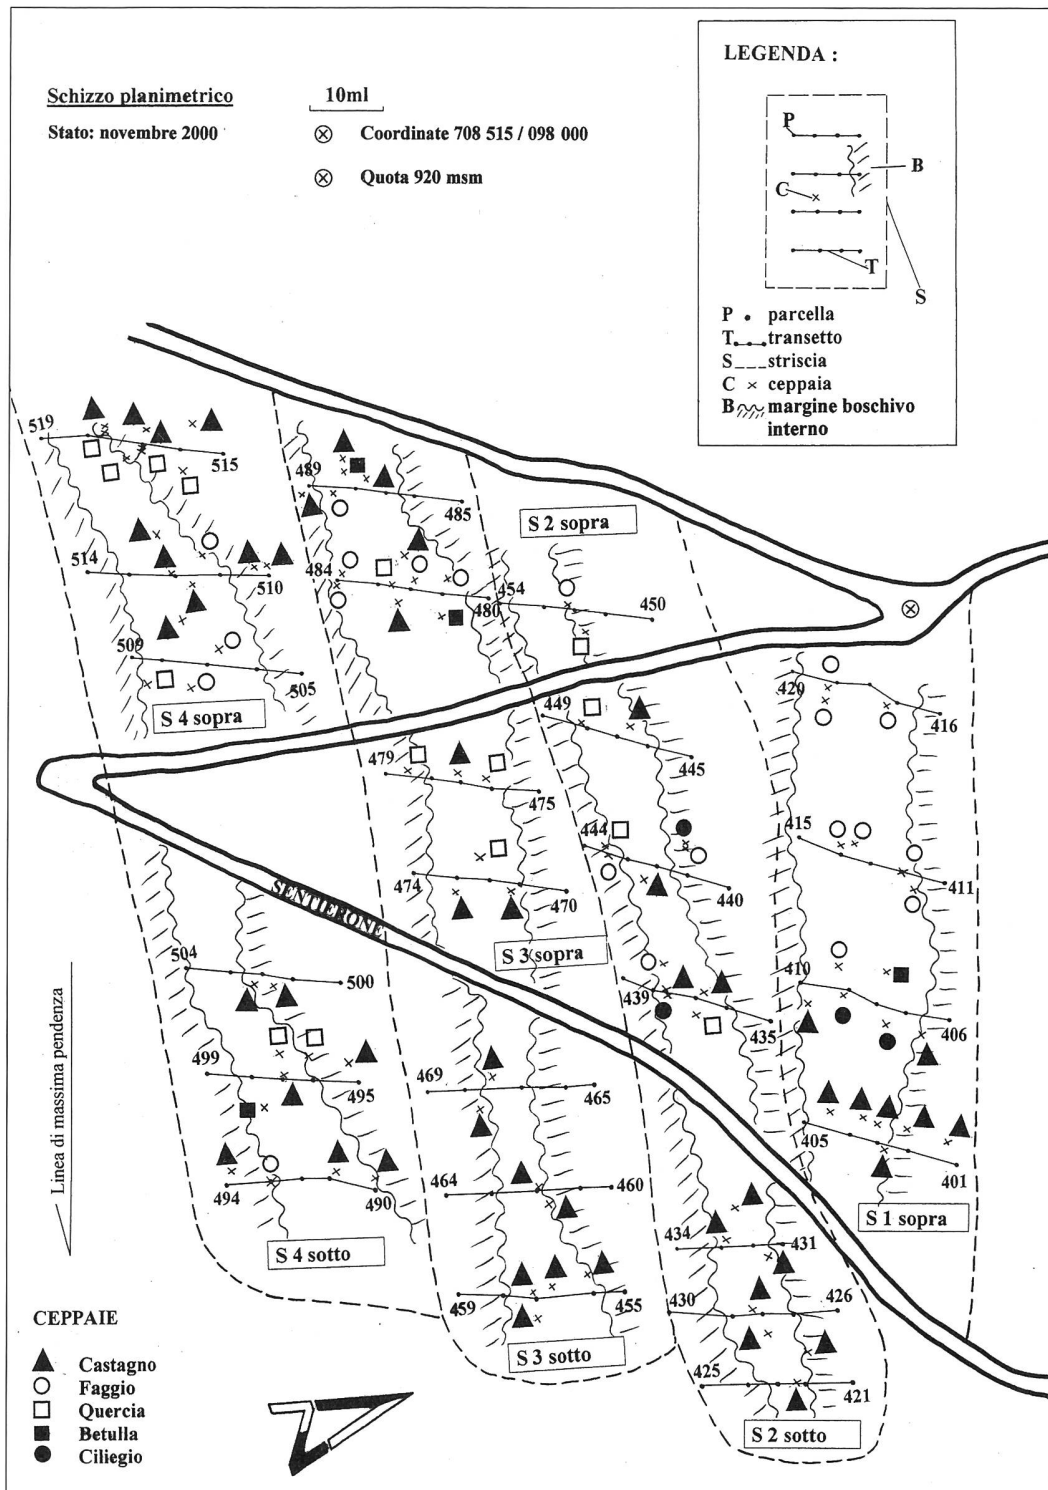 Schizzo planimetrico
10ml
Stato: novembre 2000
Coordinate 708 515 / 098 000
Quota 920 msm
LEGENDA :
P
B
C
T
S
P • parcella
T transetto
S striscia
C × ceppaia
B margine boschivo
interno
519
515
489
485
S 2 sopra
514
510
484
480
454
450
509
505
S 4 sopra
449
445
420
416
479
475
444
440
415
411
474
470
SENTIERONE
S 3 sopra
504
500
439
435
410
406
Linea di massima pendenza
499
495
469
465
405
401
494
490
464
460
S 1 sopra
434
431
S 4 sotto
459
455
430
426
S 3 sotto
425
421
S 2 sotto
CEPPAIE
Castagno
Faggio
Quercia
Betulla
Ciliegio